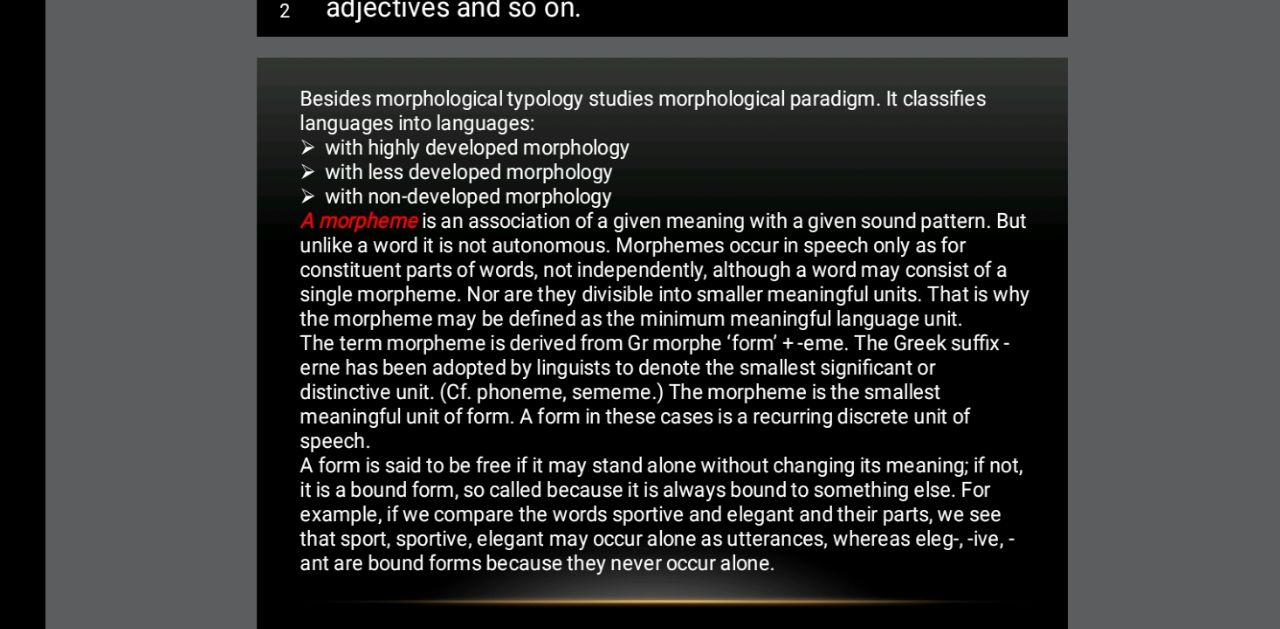 adjectives and so on.
2
Besides morphological typology studies morphological paradigm. It classifies
languages into languages:
➢ with highly developed morphology
➢ with less developed morphology
➢ with non-developed morphology
A morpheme is an association of a given meaning with a given sound pattern. But
unlike a word it is not autonomous. Morphemes occur in speech only as for
constituent parts of words, not independently, although a word may consist of a
single morpheme. Nor are they divisible into smaller meaningful units. That is why
the morpheme may be defined as the minimum meaningful language unit.
The term morpheme is derived from Gr morphe ‘form’ + -eme. The Greek suffix -
erne has been adopted by linguists to denote the smallest significant or
distinctive unit. (Cf. phoneme, sememe.) The morpheme is the smallest
meaningful unit of form. A form in these cases is a recurring discrete unit of
speech.
A form is said to be free if it may stand alone without changing its meaning; if not,
it is a bound form, so called because it is always bound to something else. For
example, if we compare the words sportive and elegant and their parts, we see
that sport, sportive, elegant may occur alone as utterances, whereas eleg-, -ive, -
ant are bound forms because they never occur alone.